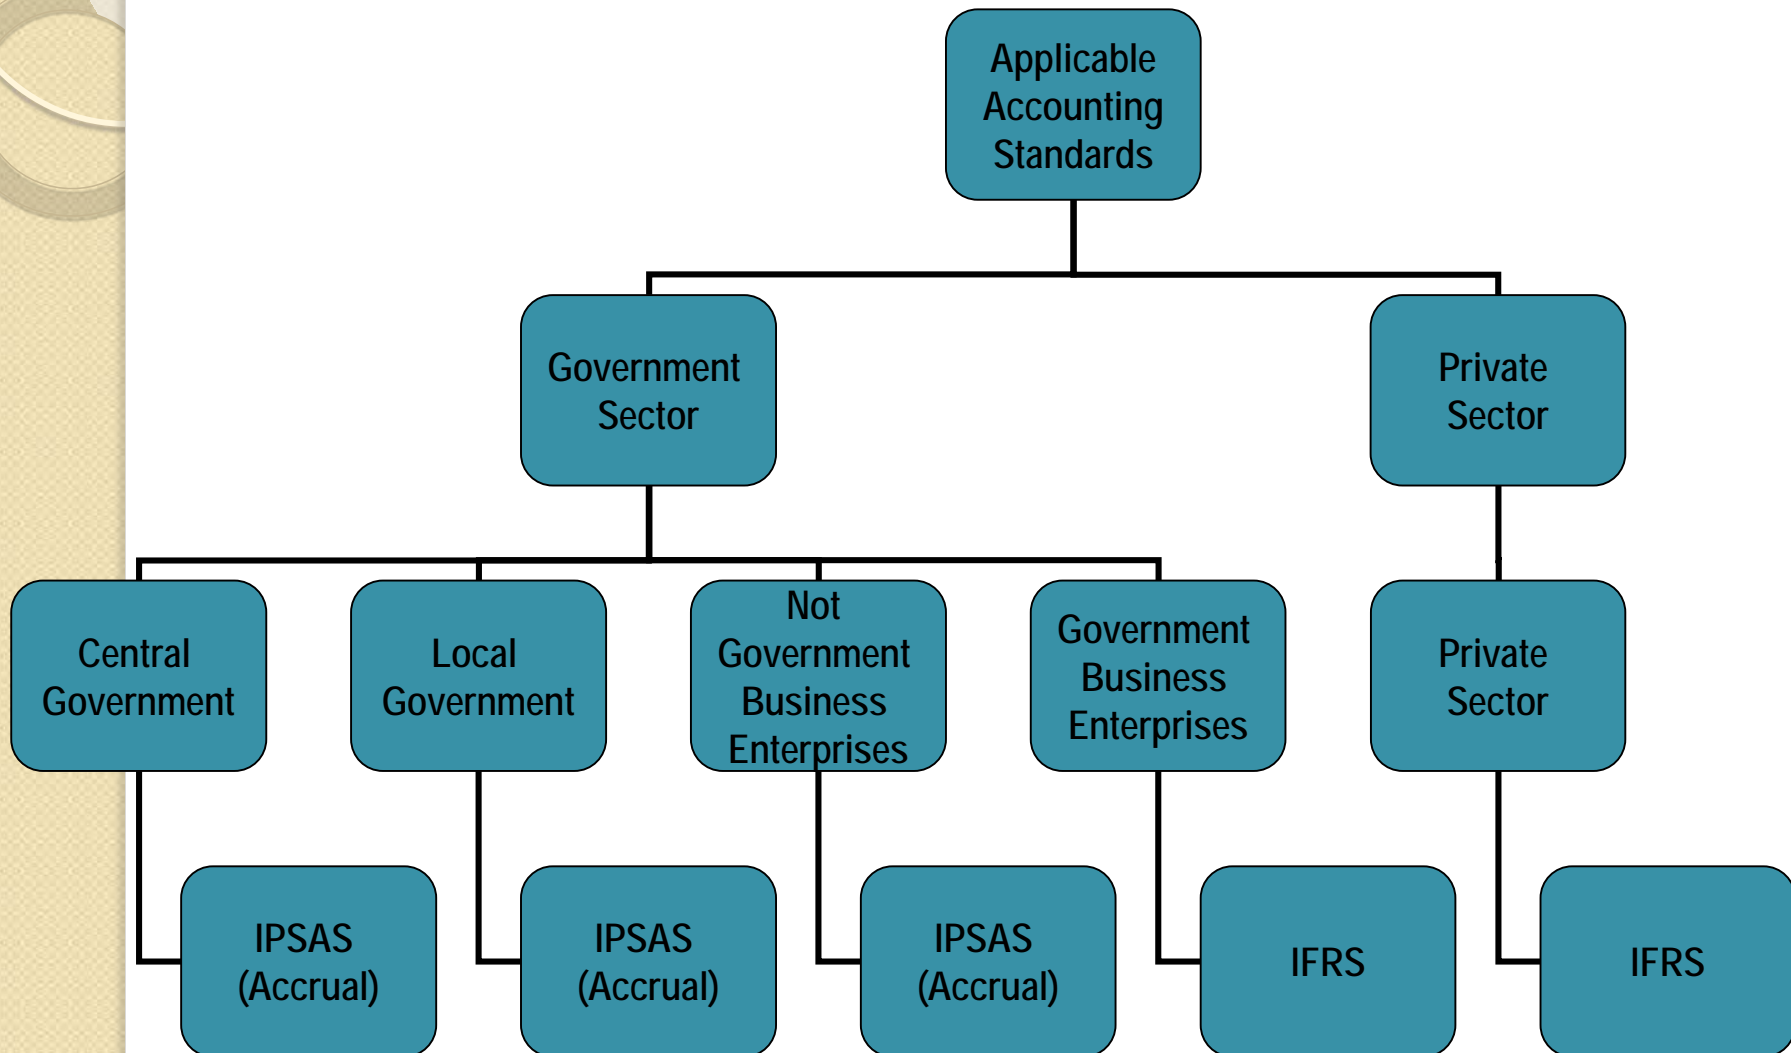 Applicable
Accounting
Standards
Government
Sector
Private
Sector
Central
Government
Local
Government
Not
Government
Business
Enterprises
Government
Business
Enterprises
Private
Sector
IPSAS
(Accrual)
IPSAS
(Accrual)
IPSAS
(Accrual)
IFRS
IFRS